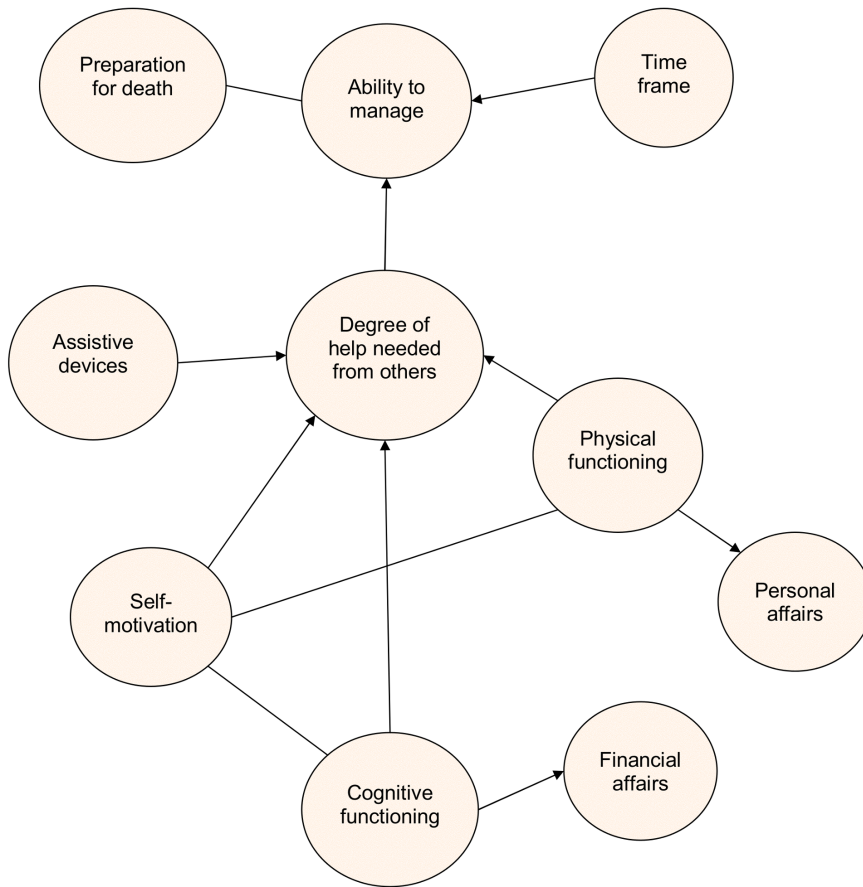 Preparation
for death
Ability to
manage
Time
frame
Assistive
devices
Degree of
help needed
from others
Physical
functioning
Self-
motivation
Personal
affairs
Cognitive
functioning
Financial
affairs